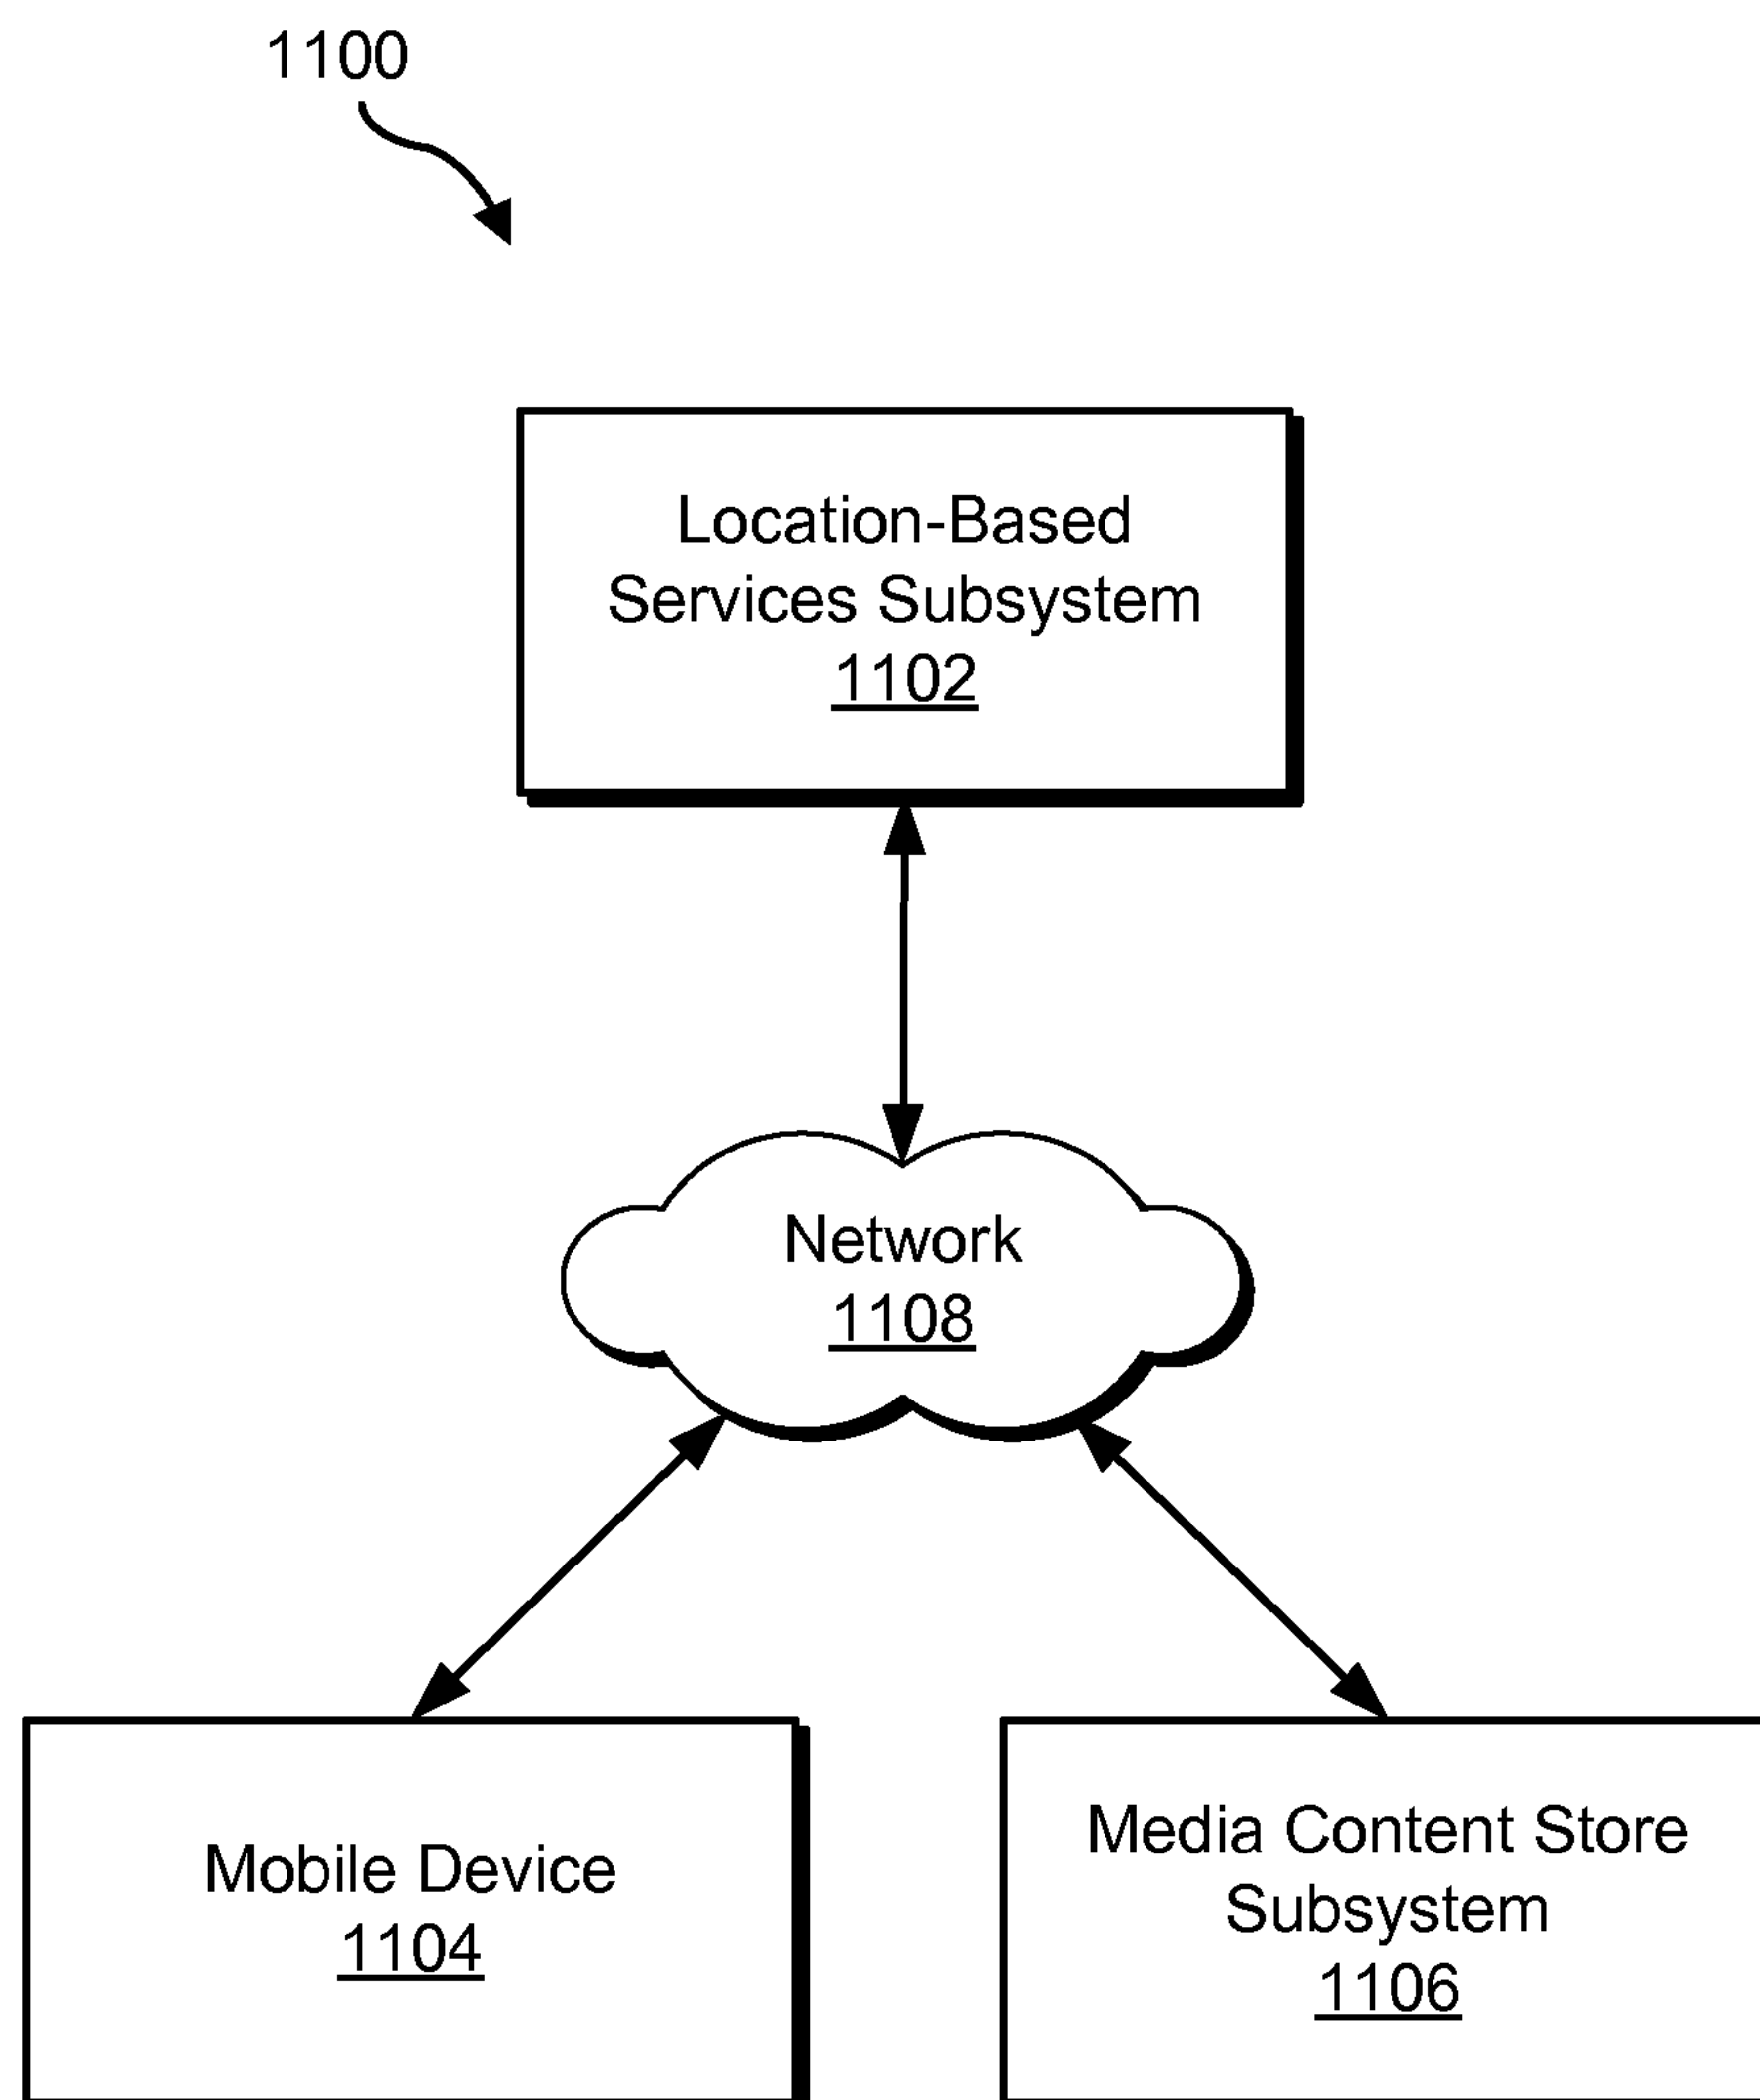 1100
Location-Based
Services Subsystem
1102
Network
1108
Mobile Device
1104
Media Content Store
Subsystem
1106